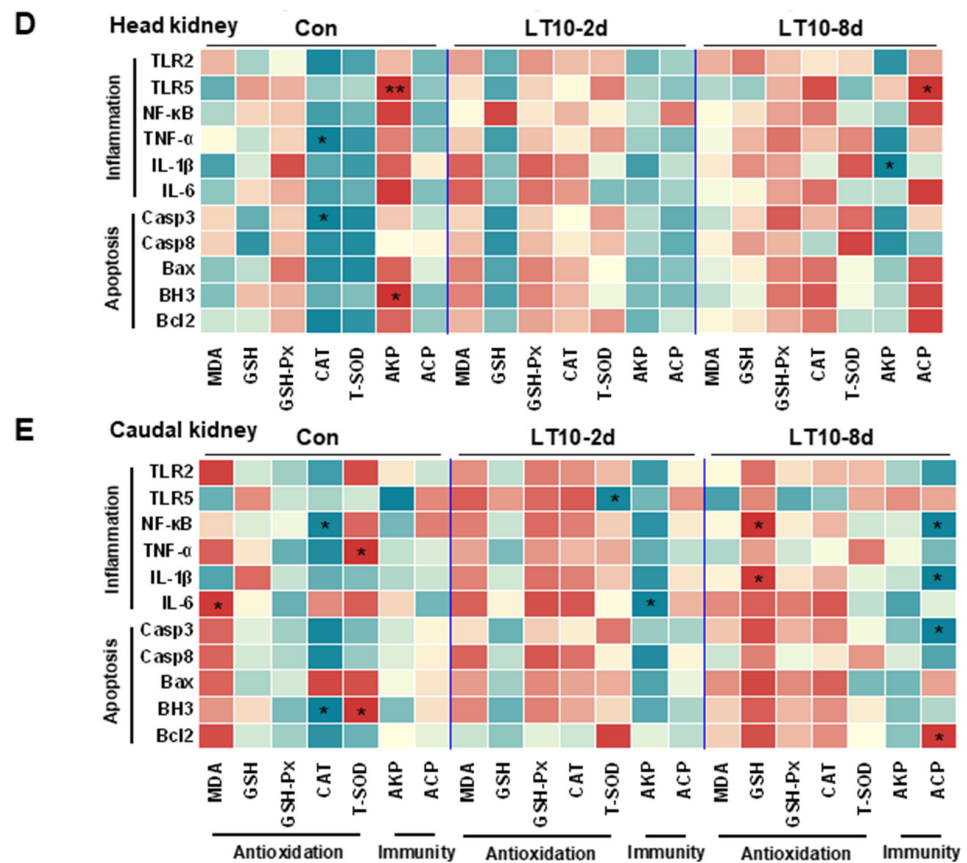 D
Head kidney
Con
LT10-2d
LT10-8d
Inflammation
TLR2
TLR5
**
*
NF-κB
TNF-α
*
IL-1β
*
IL-6
Apoptosis
Casp3
*
Casp8
Bax
BH3
*
Bcl2
MDA GSH GSH-Px CAT T-SOD AKP ACP MDA GSH GSH-Px CAT T-SOD AKP ACP MDA GSH GSH-Px CAT T-SOD AKP ACP
E
Caudal kidney
Con
LT10-2d
LT10-8d
Inflammation
TLR2
TLR5
*
NF-κB
* * *
TNF-α
*
IL-1β
* *
IL-6
* *
Apoptosis
Casp3
*
Casp8
Bax
BH3
* *
Bcl2
*
MDA GSH GSH-Px CAT T-SOD AKP ACP MDA GSH GSH-Px CAT T-SOD AKP ACP MDA GSH GSH-Px CAT T-SOD AKP ACP
Antioxidation Immunity Antioxidation Immunity Antioxidation Immunity